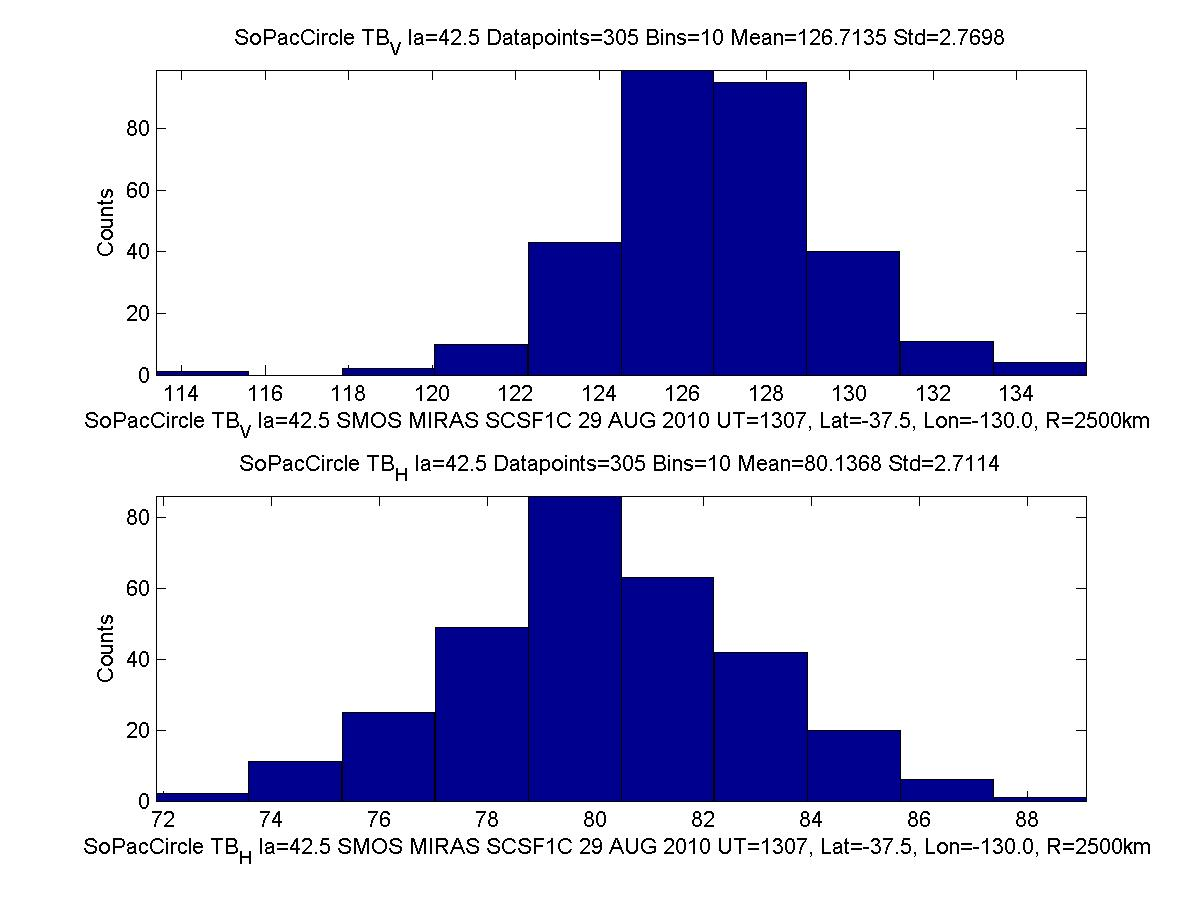 SoPacCircle TB_V Ia=42.5 Datapoints=305 Bins=10 Mean=126.7135 Std=2.7698
80
60
40
20
0
Counts
114 116 118 120 122 124 126 128 130 132 134
SoPacCircle TB_V Ia=42.5 SMOS MIRAS SCSF1C 29 AUG 2010 UT=1307, Lat=-37.5, Lon=-130.0, R=2500km
SoPacCircle TB_H Ia=42.5 Datapoints=305 Bins=10 Mean=80.1368 Std=2.7114
80
60
40
20
0
Counts
72 74 76 78 80 82 84 86 88
SoPacCircle TB_H Ia=42.5 SMOS MIRAS SCSF1C 29 AUG 2010 UT=1307, Lat=-37.5, Lon=-130.0, R=2500km